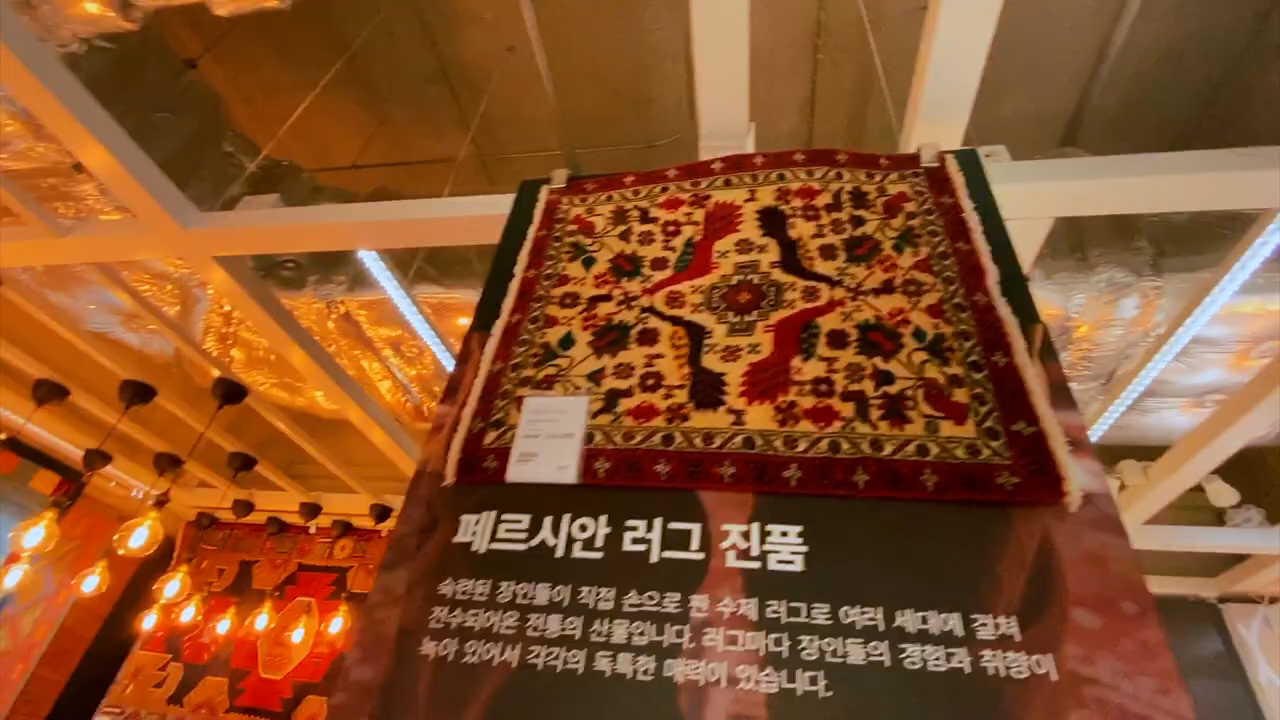 페르시안 러그 진품
숙련된 장인들이 직접 손으로 짠 수제 러그로 여러 세대에 걸쳐
전수되어온 전통의 산물입니다. 러그마다 장인들의 경험과 취향이
녹아 있어서 각각의 독특한 매력이 있습니다.